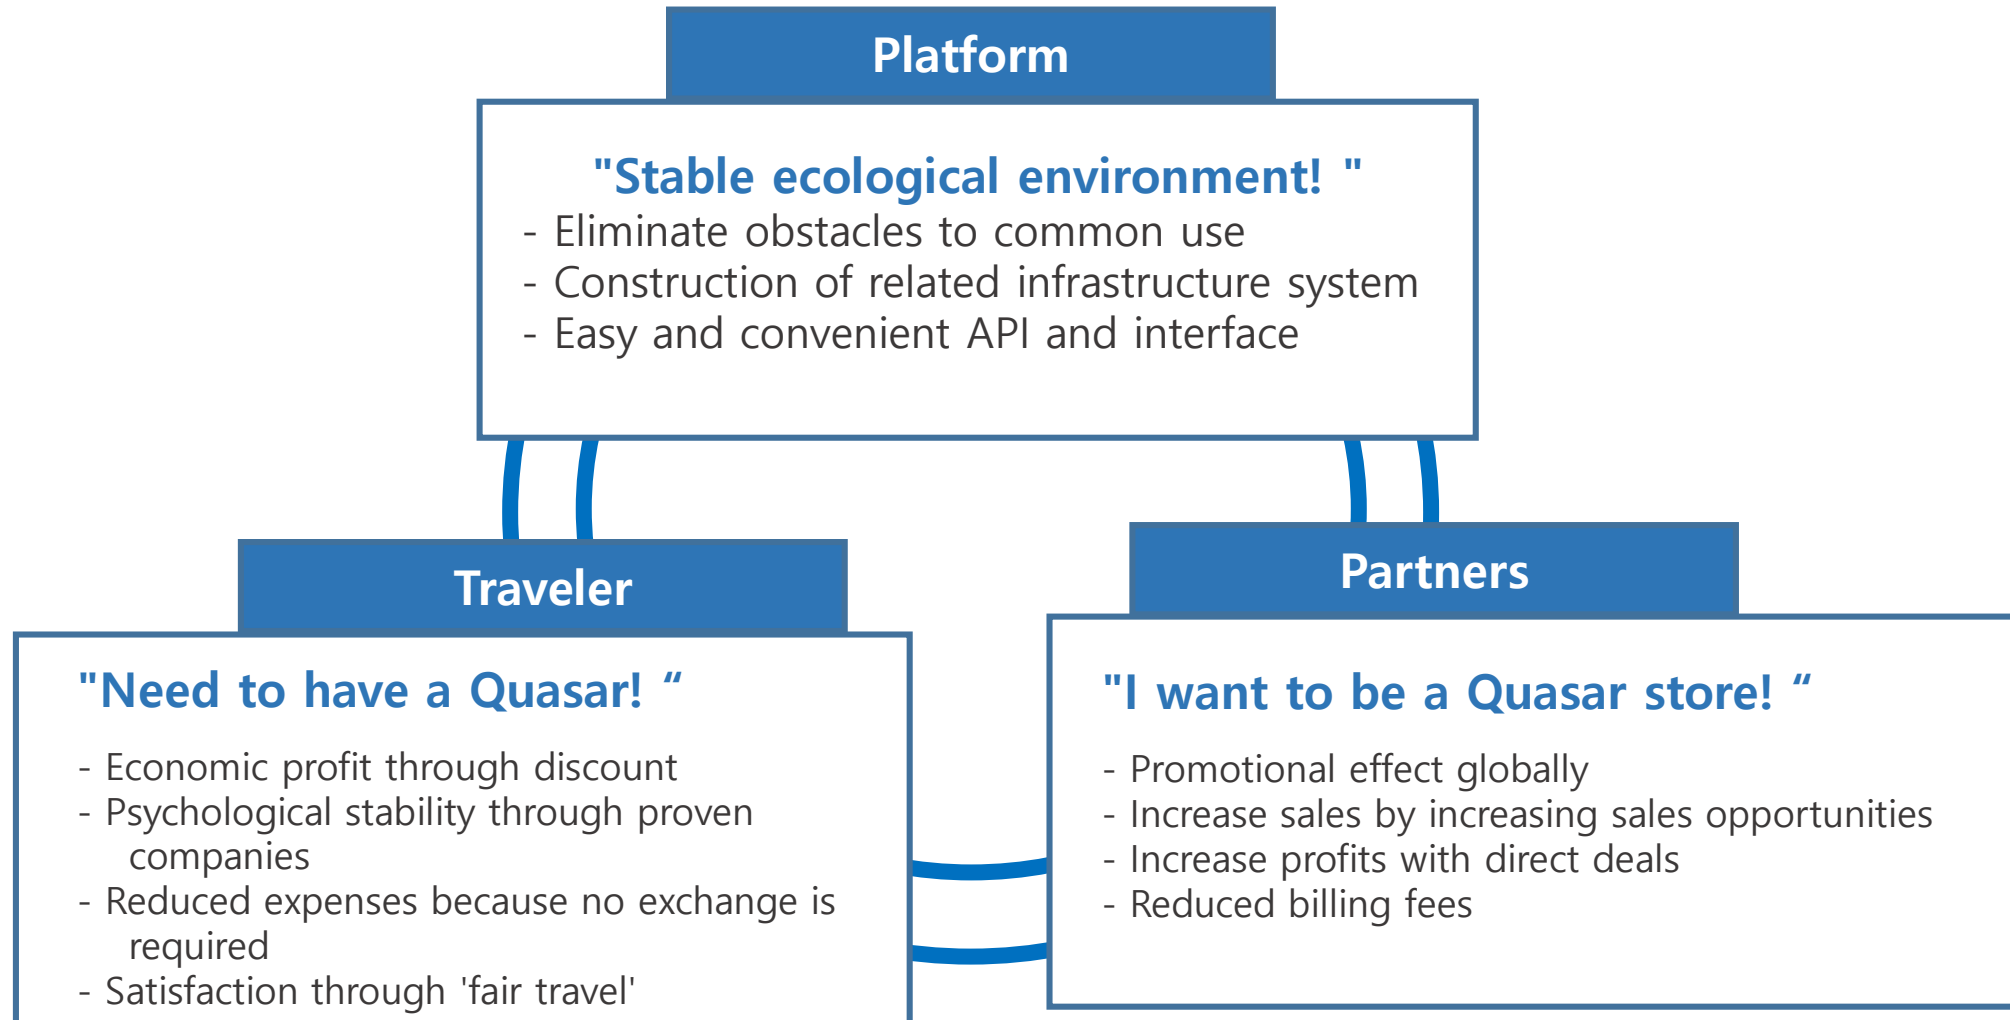 Platform
"Stable ecological environment! "
- Eliminate obstacles to common use
- Construction of related infrastructure system
- Easy and convenient API and interface
Traveler
"Need to have a Quasar! “
- Economic profit through discount
- Psychological stability through proven
companies
- Reduced expenses because no exchange is
required
- Satisfaction through 'fair travel'
Partners
"I want to be a Quasar store! “
- Promotional effect globally
- Increase sales by increasing sales opportunities
- Increase profits with direct deals
- Reduced billing fees